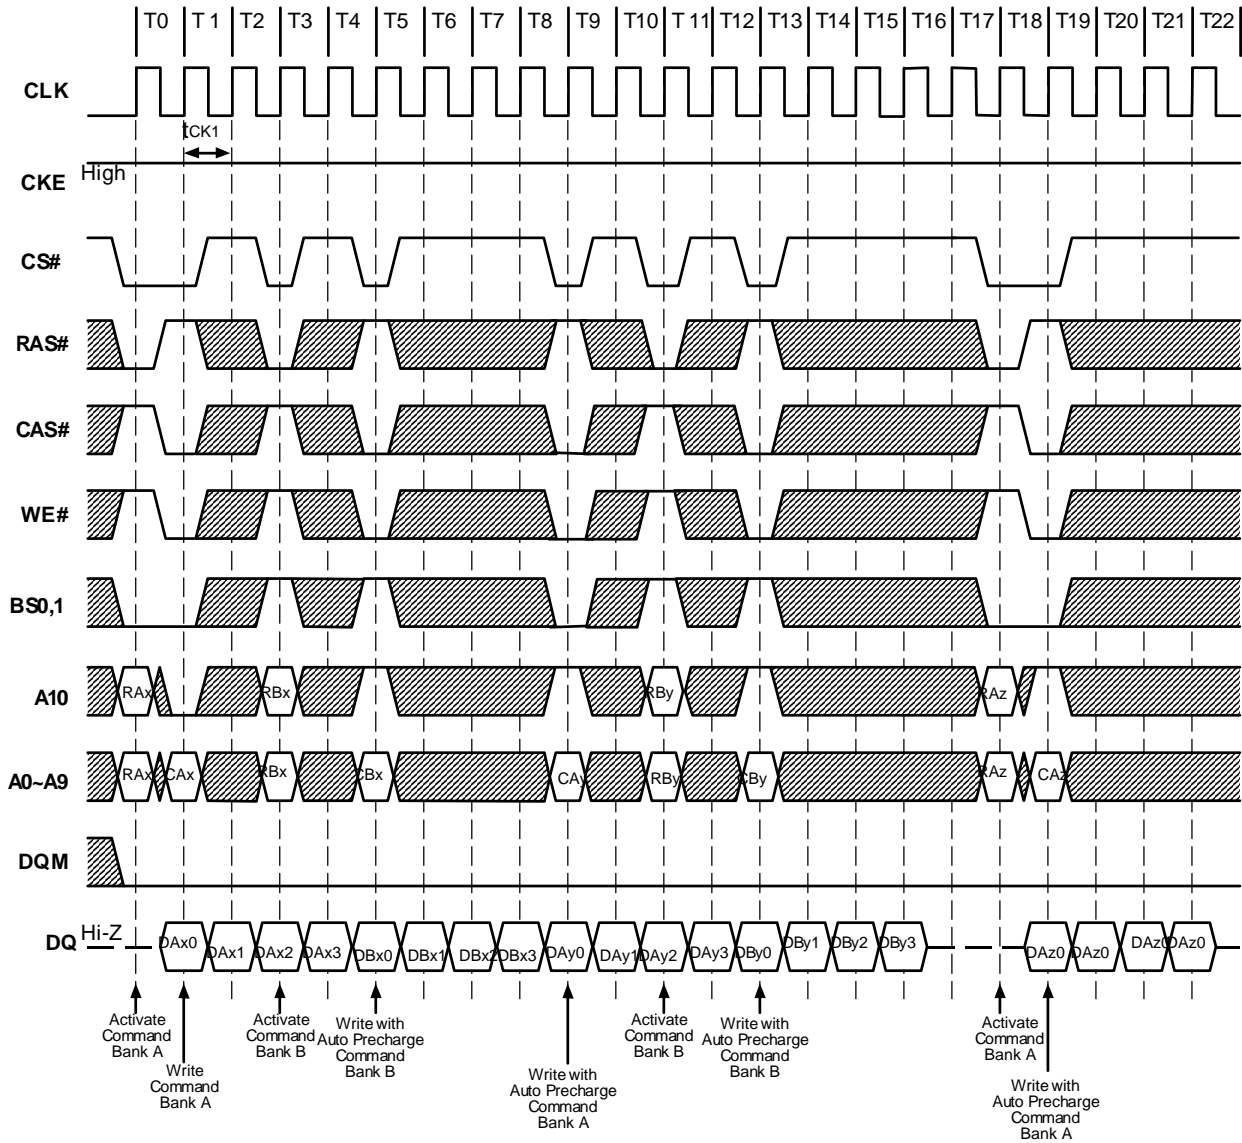 T0 T 1 T2 T3 T4 T5 T6 T7 T8 T9 T10 T 11 T12 T13 T14 T15 T16 T17 T18 T19 T20 T21 T22
CLK
tCK1
High
CKE
CS#
RAS#
CAS#
WE#
BS0,1
A10 RAx RBx RBy RAz
A0~A9 RAx CAx RBx CBx CAy RBy CBy RAz CAz
DQM
DQ Hi-Z DAx0 DAx1 DAx2 DAx3 DBx0 DBx1 DBx2 DBx3 DAy0 DAy1 DAy2 DAy3 DBy0 DBy1 DBy2 DBy3 DAz0 DAz0 DAz0 DAz0
Activate
Command
Bank A
Write
Command
Bank A
Activate
Command
Bank B
Write with
Auto Precharge
Command
Bank B
Write with
Auto Precharge
Command
Bank A
Activate
Command
Bank B
Write with
Auto Precharge
Command
Bank B
Activate
Command
Bank A
Write with
Auto Precharge
Command
Bank A